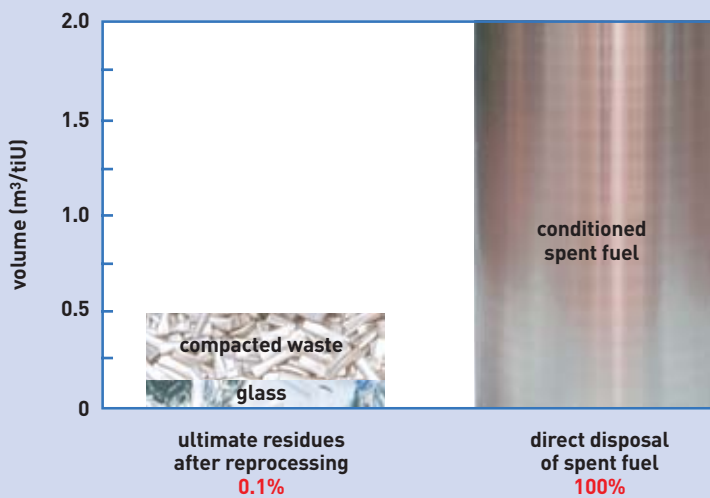 volume (m³/tiU)
2.0
1.5
1.0
0.5
0
compacted waste
glass
conditioned
spent fuel
ultimate residues
after reprocessing
0.1%
direct disposal
of spent fuel
100%